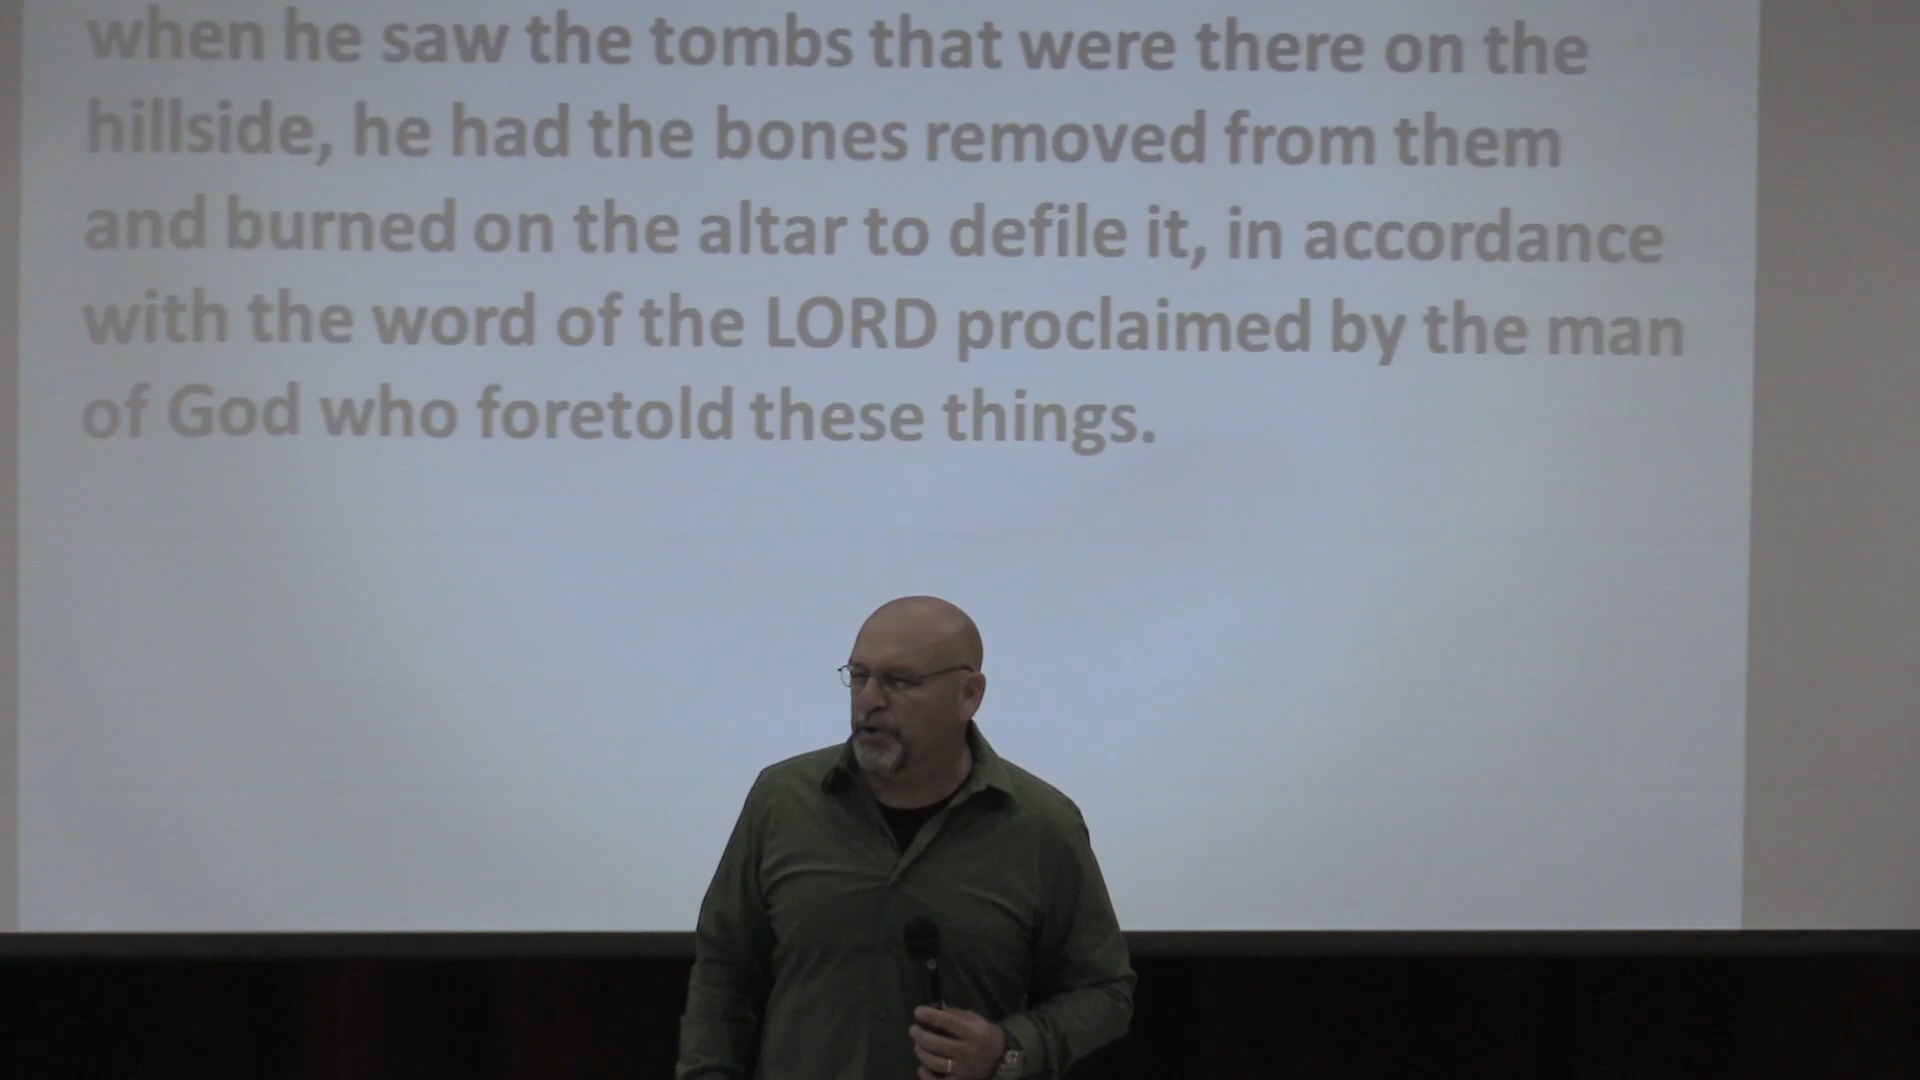 when he saw the tombs that were there on the
hillside, he had the bones removed from them
and burned on the altar to defile it, in accordance
with the word of the LORD proclaimed by the man
of God who foretold these things.